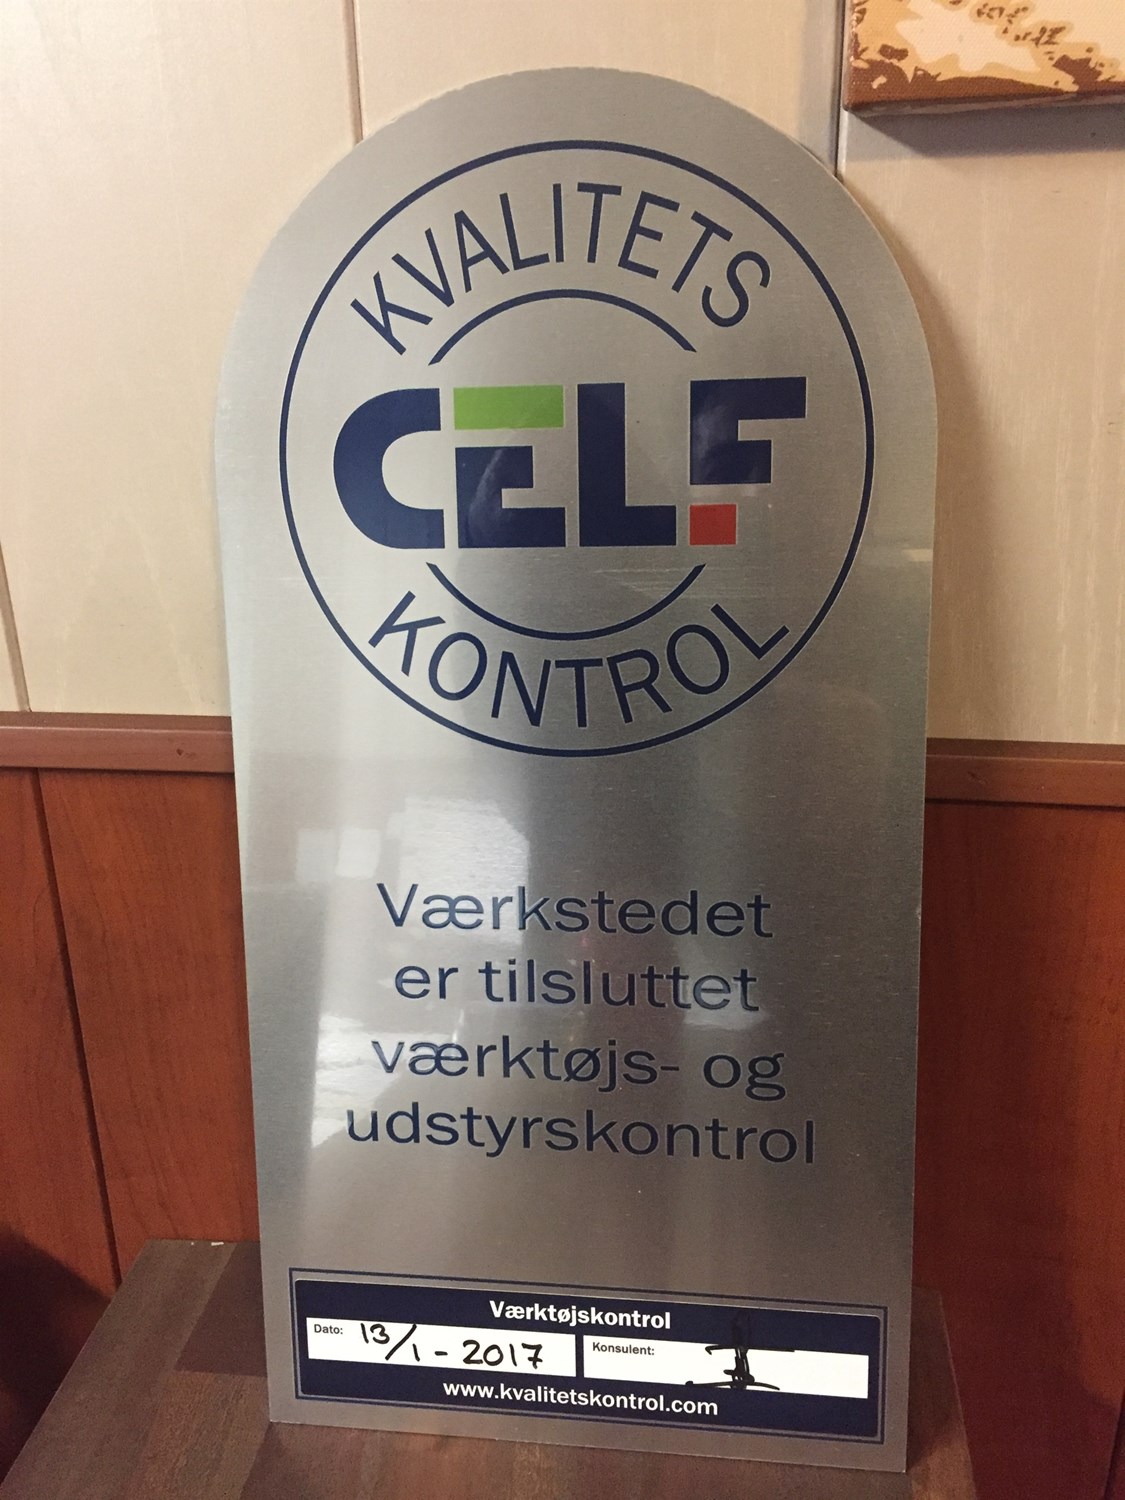 KVALITETS
CELF
KONTROL
Værkstedet
er tilsluttet
værktøjs- og
udstyrskontrol
Værktøjskontrol
Dato: 13/1-2017
Konsulent:
www.kvalitetskontrol.com